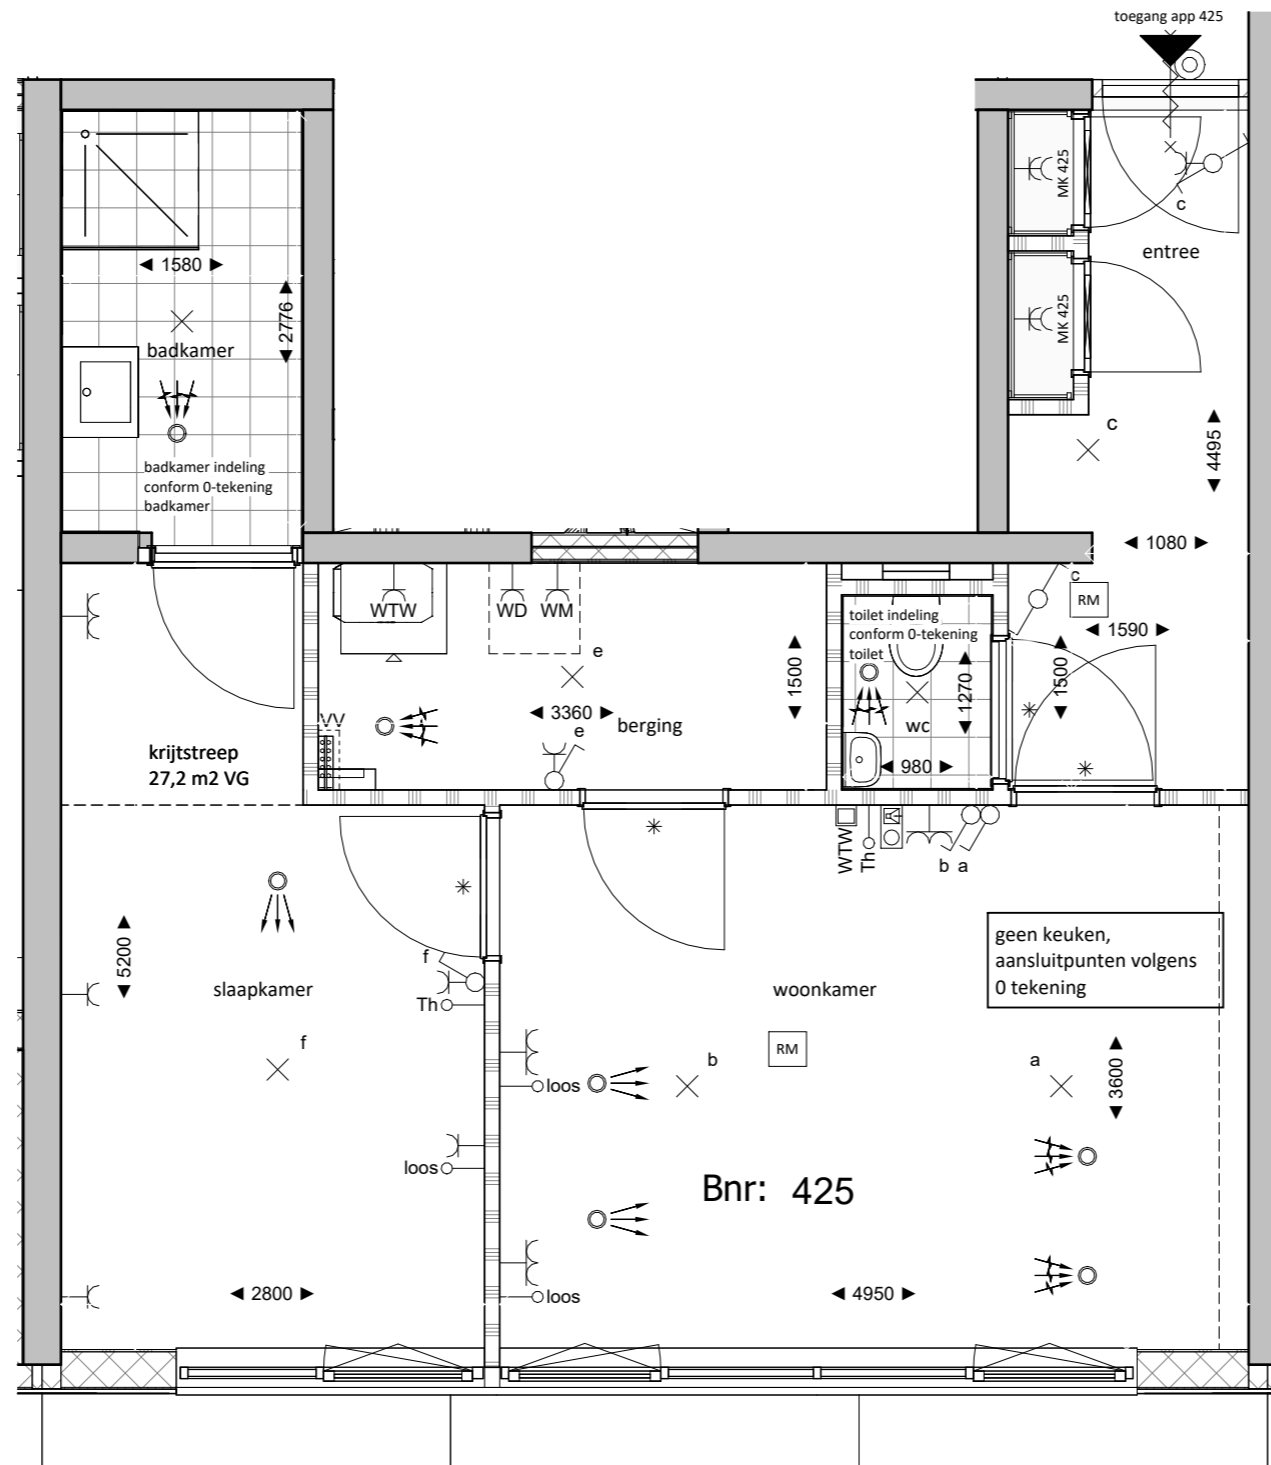 toegang app 425
MK 425
c
entree
MK 425
1580
2776
badkamer
c
4495
badkamer indeling
conform 0-tekening
badkamer
1080
c
RM
WTW
WD
WM
toilet indeling
conform 0-tekening
toilet
1590
e
1500
1270
1500
VV
3360
berging
wc
e
krijtstreep
27,2 m2 VG
980
WTW
Th
b
a
geen keuken,
aansluitpunten volgens
0 tekening
5200
f
slaapkamer
Th
woonkamer
f
b
RM
a
3600
loos
loos
Bnr: 425
2800
loos
4950